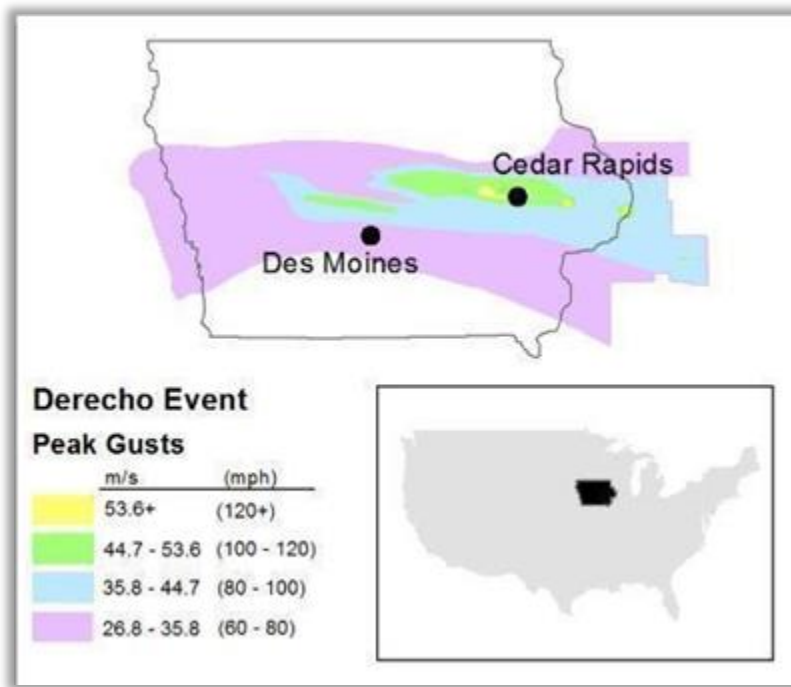 Cedar Rapids
Des Moines
Derecho Event
Peak Gusts
m/s (mph)
53.6+ (120+)
44.7 - 53.6 (100 - 120)
35.8 - 44.7 (80 - 100)
26.8 - 35.8 (60 - 80)